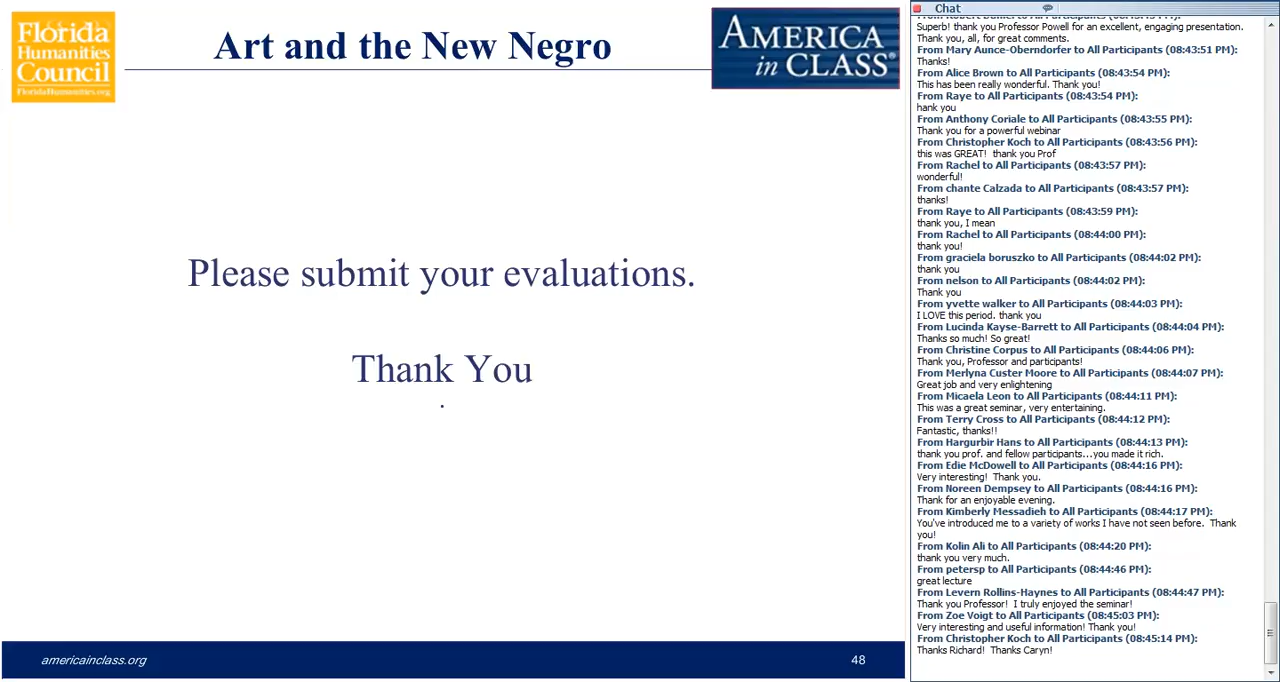 Florida
Humanities
Council
FloridaHumanities.org
Art and the New Negro
AMERICA
in CLASS®
Please submit your evaluations.
Thank You
.
americainclass.org
48
Chat
Superb! thank you Professor Powell for an excellent, engaging presentation.
Thank you, all, for great comments.
From Mary Aunce-Oberndorfer to All Participants (08:43:51 PM):
Thanks!
From Alice Brown to All Participants (08:43:54 PM):
This has been really wonderful. Thank you!
From Raye to All Participants (08:43:54 PM):
hank you
From Anthony Coriale to All Participants (08:43:55 PM):
Thank you for a powerful webinar
From Christopher Koch to All Participants (08:43:56 PM):
this was GREAT! thank you Prof
From Rachel to All Participants (08:43:57 PM):
wonderful!
From chante Calzada to All Participants (08:43:57 PM):
thanks!
From Raye to All Participants (08:43:59 PM):
thank you, I mean
From Rachel to All Participants (08:44:00 PM):
thank you!
From graciela boruszko to All Participants (08:44:02 PM):
thank you
From nelson to All Participants (08:44:02 PM):
Thank you
From yvette walker to All Participants (08:44:03 PM):
I LOVE this period. thank you
From Lucinda Kayse-Barrett to All Participants (08:44:04 PM):
Thanks so much! So great!
From Christine Corpus to All Participants (08:44:06 PM):
Thank you, Professor and participants!
From Merlyna Custer Moore to All Participants (08:44:07 PM):
Great job and very enlightening
From Micaela Leon to All Participants (08:44:11 PM):
This was a great seminar, very entertaining.
From Terry Cross to All Participants (08:44:12 PM):
Fantastic, thanks!!
From Hargurbir Hans to All Participants (08:44:13 PM):
thank you prof. and fellow participants...you made it rich.
From Edie McDowell to All Participants (08:44:16 PM):
Very interesting! Thank you.
From Noreen Dempsey to All Participants (08:44:16 PM):
Thank for an enjoyable evening.
From Kimberly Messadieh to All Participants (08:44:17 PM):
You've introduced me to a variety of works I have not seen before. Thank
you!
From Kolin Ali to All Participants (08:44:20 PM):
thank you very much.
From petersp to All Participants (08:44:46 PM):
great lecture
From Levern Rollins-Haynes to All Participants (08:44:47 PM):
Thank you Professor! I truly enjoyed the seminar!
From Zoe Voigt to All Participants (08:45:03 PM):
Very interesting and useful information! Thank you!
From Christopher Koch to All Participants (08:45:14 PM):
Thanks Richard! Thanks Caryn!